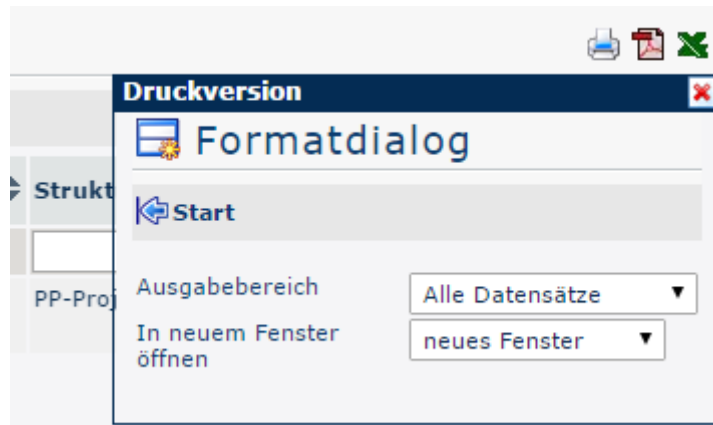 Druckversion
Formatdialog
Strukt
Start
PP-Proj
Ausgabebereich Alle Datensätze
In neuem Fenster öffnen neues Fenster